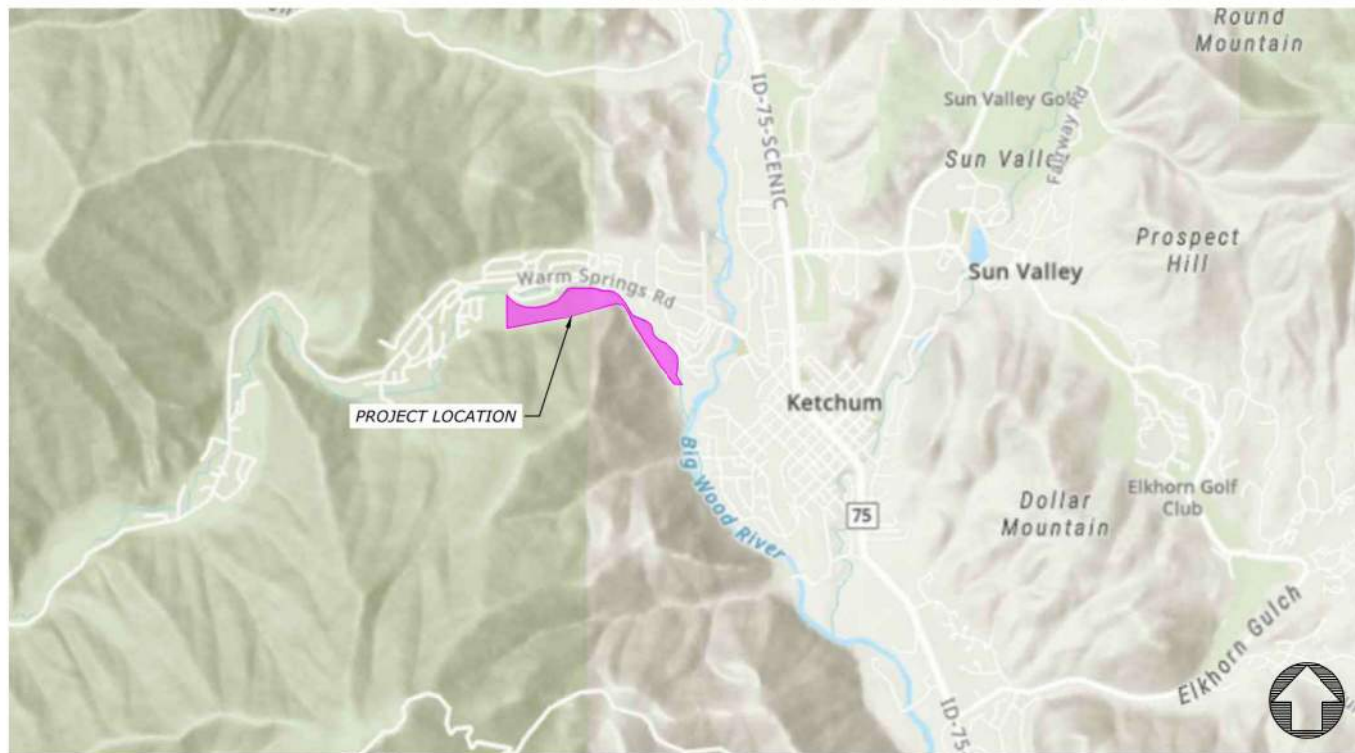 Round
Mountain
ID-75-SCENIC
Sun Valley Golf
Fairway Rd
Sun Valley
Prospect
Hill
Sun Valley
Warm Springs Rd
PROJECT LOCATION
Ketchum
Big Wood River
75
Dollar
Mountain
Elkhorn Golf
Club
Elkhorn Gulch
ID-75